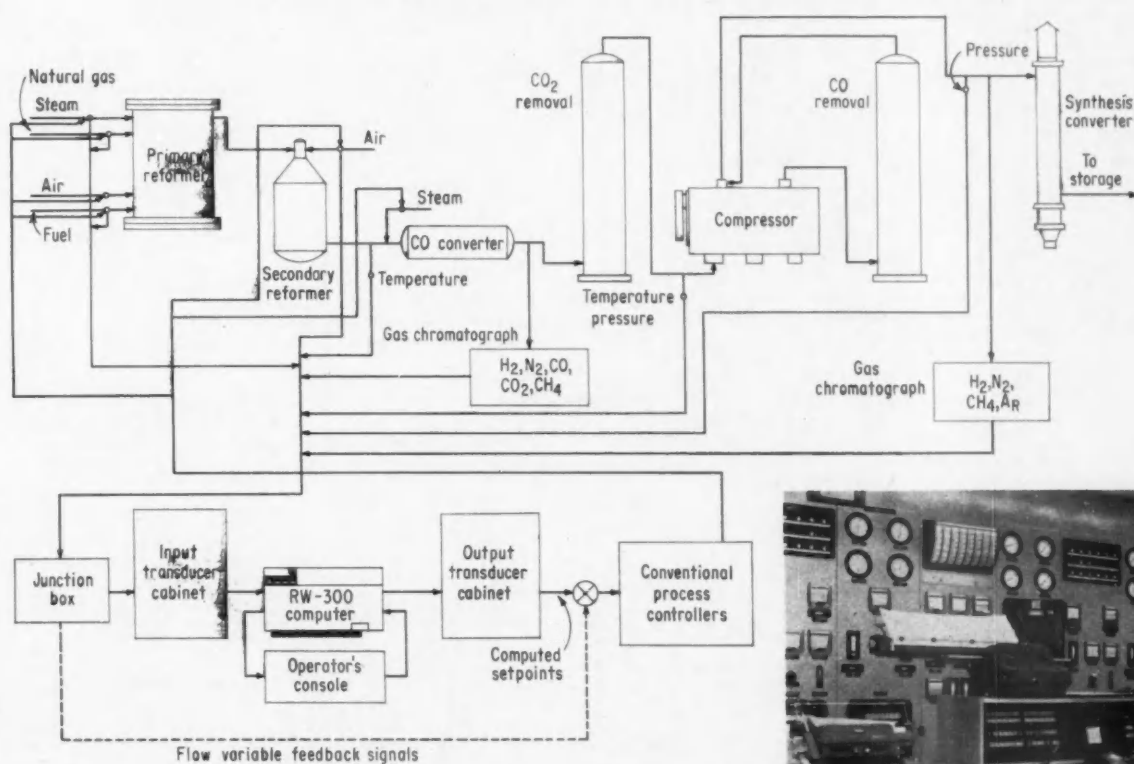 Natural gas
Steam
Air
Fuel
Primary
reformer
Air
Steam
Secondary
reformer
CO converter
Temperature
Gas chromatograph
H₂,N₂,CO,
CO₂,CH₄
CO₂
removal
Compressor
Temperature
pressure
CO
removal
Pressure
Synthesis
converter
To
storage
Gas
chromatograph
H₂,N₂,
CH₄,A_R
Junction
box
Input
transducer
cabinet
RW-300
computer
Operator's
console
Output
transducer
cabinet
Computed
setpoints
Conventional
process
controllers
Flow variable feedback signals